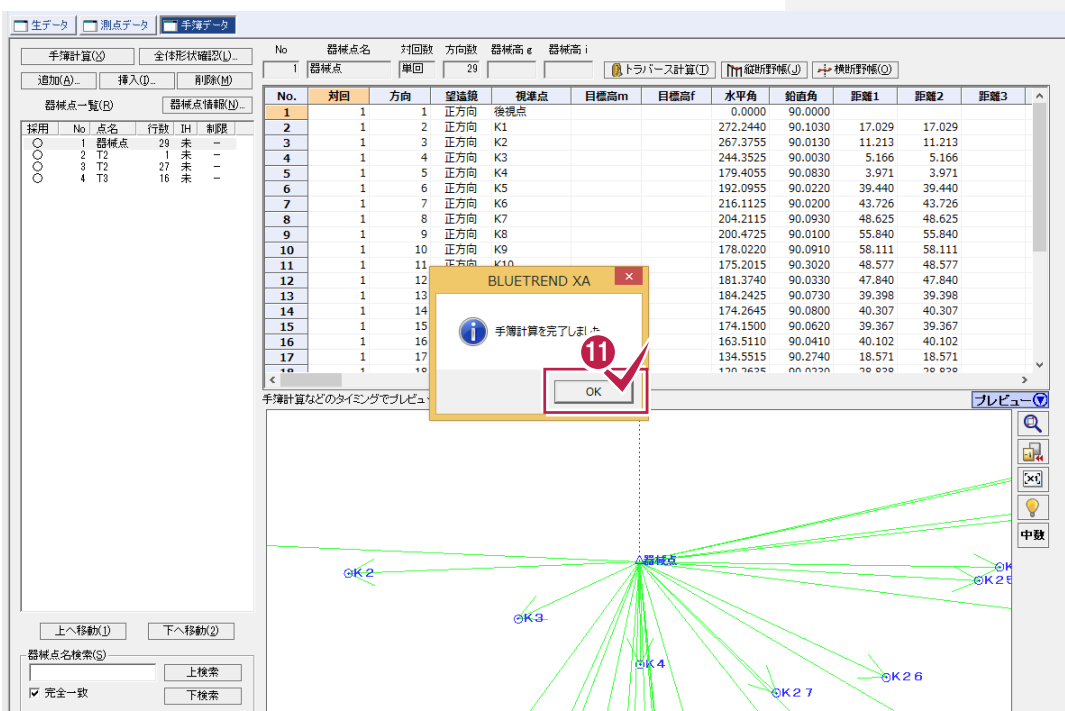 生データ 測点データ 手簿データ
手簿計算(X) 全体形状確認(L)...
追加(A)... 挿入(I)... 削除(M)
器械点一覧(R) 器械点情報(N)...
採用 No 点名 行数 IH 制限
○ 1 器械点 29 未 −
○ 2 T2 1 未 −
○ 3 T2 27 未 −
○ 4 T3 16 未 −
上へ移動(1) 下へ移動(2)
器械点名検索(S)
上検索
完全一致 下検索
No 器械点名 対回数 方向数 器械高g 器械高i
1 器械点 単回 29 トラバース計算(T) 縦断野帳(J) 横断野帳(O)
No. 対回 方向 望遠鏡 視準点 目標高m 目標高f 水平角 鉛直角 距離1 距離2 距離3
1 1 1 正方向 後視点 0.0000 90.0000
2 1 2 正方向 K1 272.2440 90.1030 17.029 17.029
3 1 3 正方向 K2 267.3755 90.0130 11.213 11.213
4 1 4 正方向 K3 244.3525 90.0030 5.166 5.166
5 1 5 正方向 K4 179.4055 90.0830 3.971 3.971
6 1 6 正方向 K5 192.0955 90.0220 39.440 39.440
7 1 7 正方向 K6 216.1125 90.0200 43.726 43.726
8 1 8 正方向 K7 204.2115 90.0930 48.625 48.625
9 1 9 正方向 K8 200.4725 90.0100 55.840 55.840
10 1 10 正方向 K9 178.0220 90.0910 58.111 58.111
11 1 11 正方向 K10 175.2015 90.3020 48.577 48.577
12 1 12 181.3740 90.0330 47.840 47.840
13 1 13 184.2425 90.0730 39.398 39.398
14 1 14 174.2645 90.0800 40.307 40.307
15 1 15 174.1500 90.0620 39.367 39.367
16 1 16 163.5110 90.0410 40.102 40.102
17 1 17 134.5515 90.2740 18.571 18.571
18 1 18 120.2635 90.0230 28.838 28.838
BLUETREND XA
手簿計算を完了しました
11
OK
手簿計算などのタイミングでプレビュー
プレビュー
中数
器械点
K2
K3
K4
K25
K26
K27